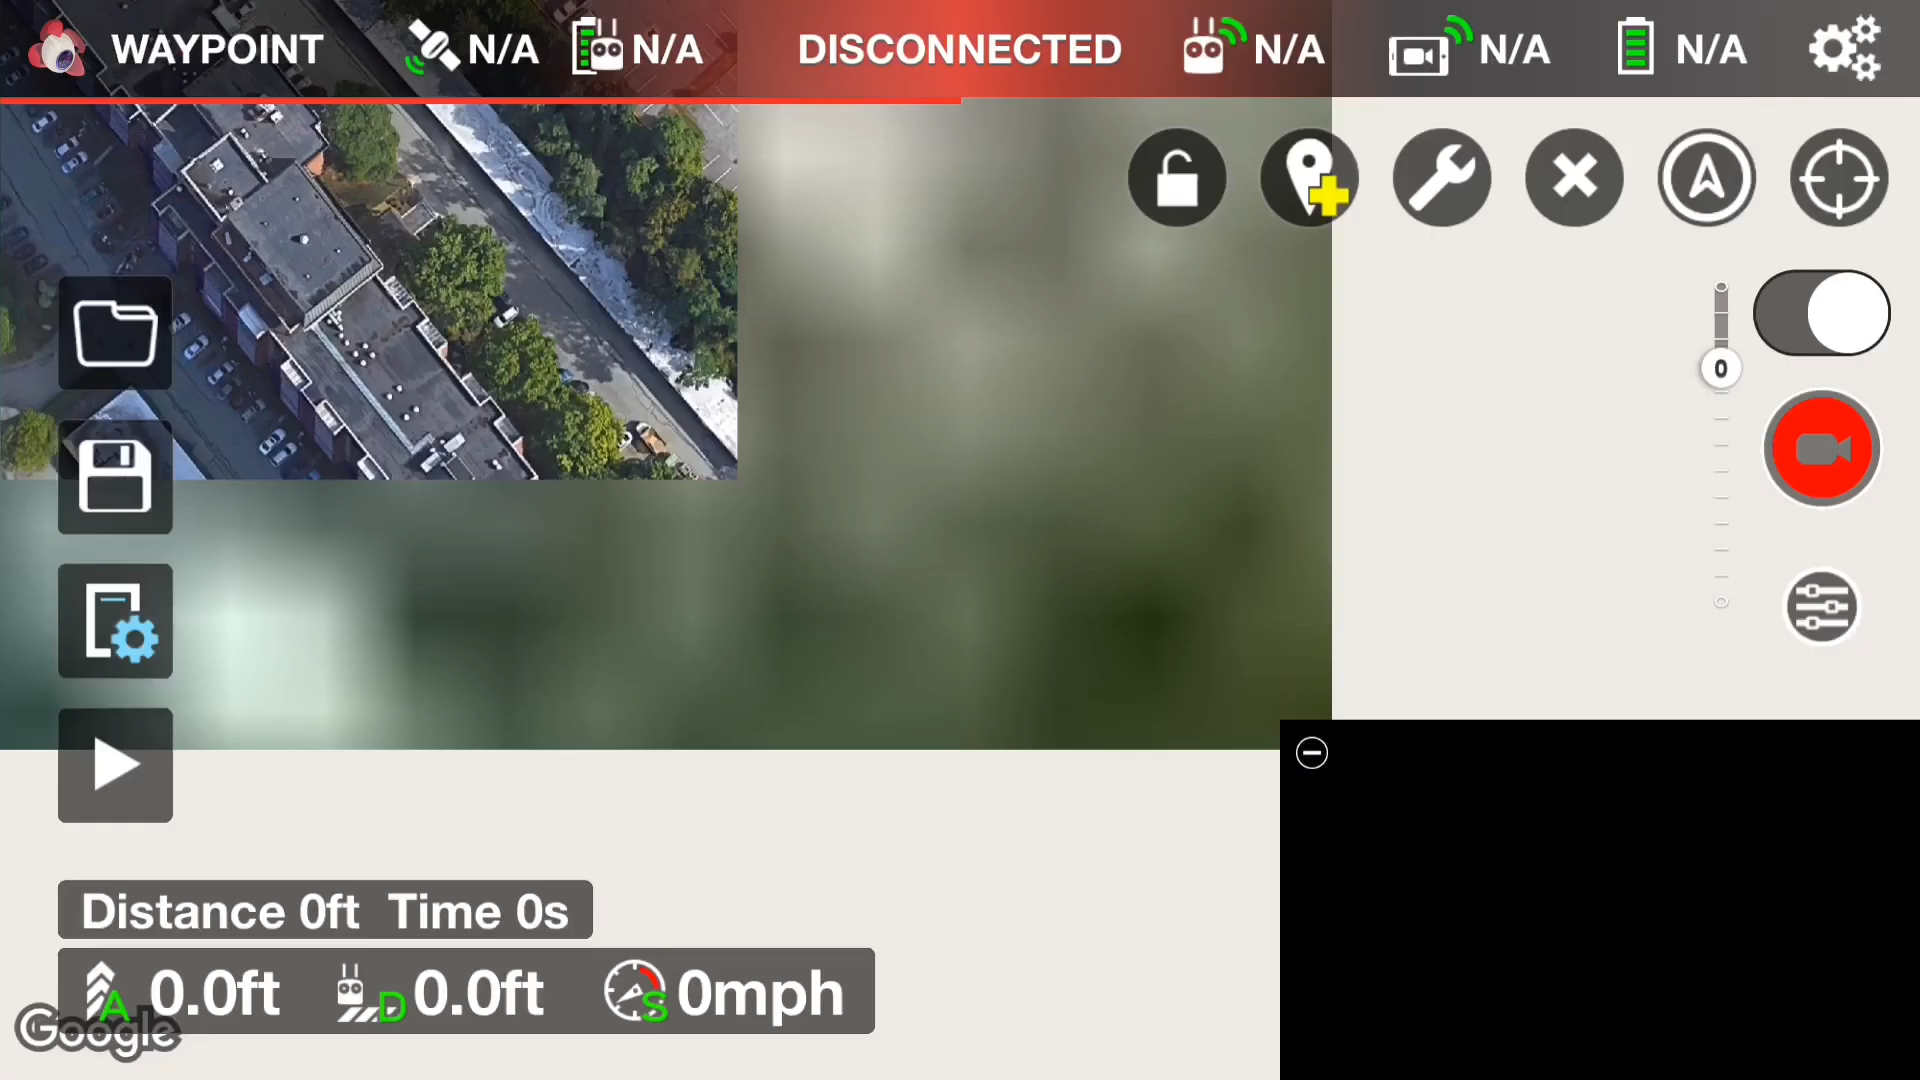 WAYPOINT N/A N/A DISCONNECTED N/A N/A N/A
0
Distance 0ft Time 0s
A 0.0ft D 0.0ft S 0mph
Google